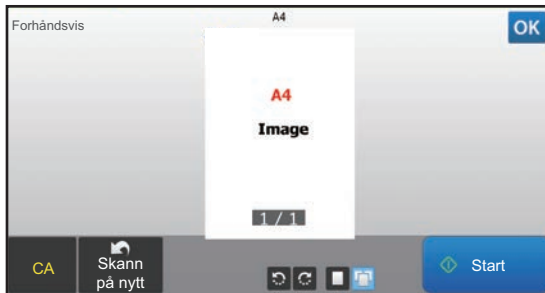 A4
Forhåndsvis
OK
A4
Image
1 / 1
CA
Skann
på nytt
Start